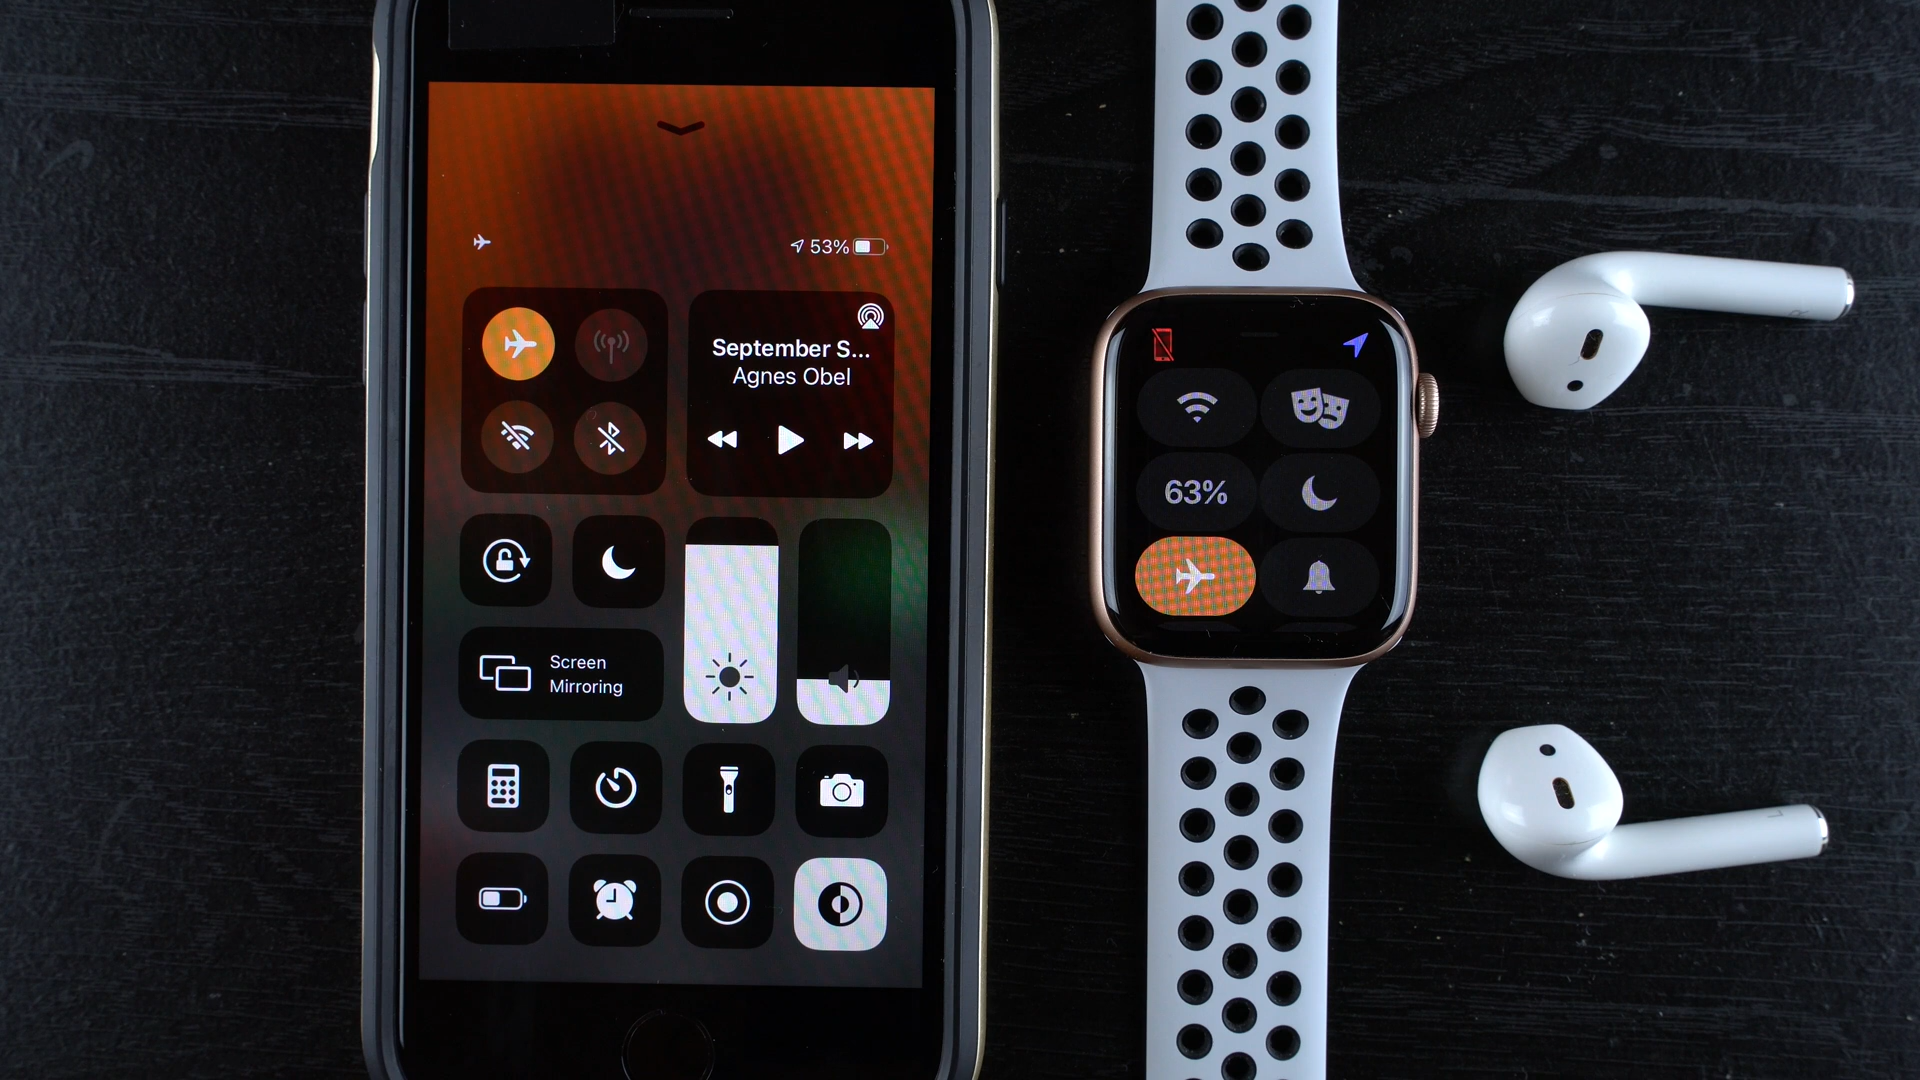 53%
September S...
Agnes Obel
Screen
Mirroring
63%
R
L